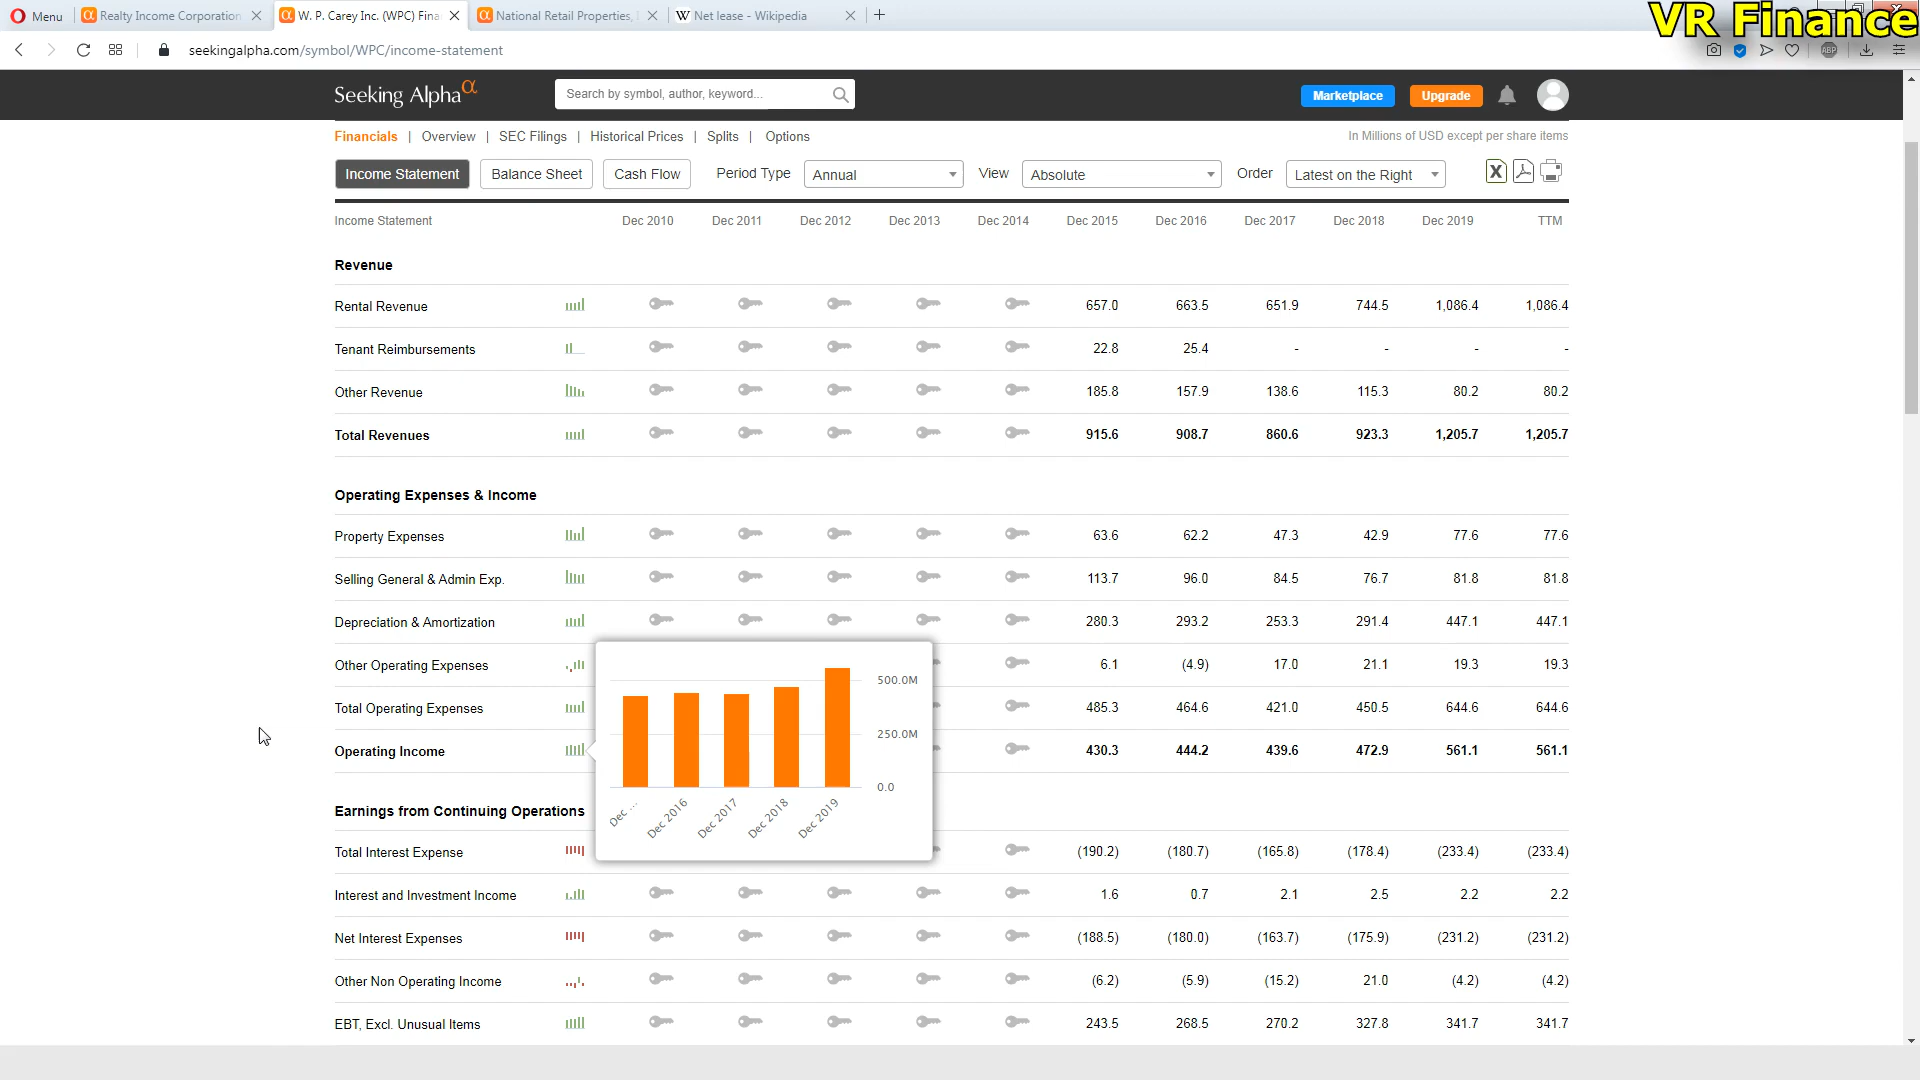 Menu Realty Income Corporation W. P. Carey Inc. (WPC) Fina National Retail Properties, W Net lease - Wikipedia
VR Finance
seekingalpha.com/symbol/WPC/income-statement ABP
Seeking Alpha α Search by symbol, author, keyword... Marketplace Upgrade
Financials | Overview | SEC Filings | Historical Prices | Splits | Options In Millions of USD except per share items
Income Statement Balance Sheet Cash Flow Period Type Annual View Absolute Order Latest on the Right X
Income Statement Dec 2010 Dec 2011 Dec 2012 Dec 2013 Dec 2014 Dec 2015 Dec 2016 Dec 2017 Dec 2018 Dec 2019 TTM
Revenue
Rental Revenue 657.0 663.5 651.9 744.5 1,086.4 1,086.4
Tenant Reimbursements 22.8 25.4 - - - -
Other Revenue 185.8 157.9 138.6 115.3 80.2 80.2
Total Revenues 915.6 908.7 860.6 923.3 1,205.7 1,205.7
Operating Expenses & Income
Property Expenses 63.6 62.2 47.3 42.9 77.6 77.6
Selling General & Admin Exp. 113.7 96.0 84.5 76.7 81.8 81.8
Depreciation & Amortization 280.3 293.2 253.3 291.4 447.1 447.1
Other Operating Expenses 6.1 (4.9) 17.0 21.1 19.3 19.3
Total Operating Expenses 485.3 464.6 421.0 450.5 644.6 644.6
Operating Income 430.3 444.2 439.6 472.9 561.1 561.1
500.0M
250.0M
0.0
Dec ... Dec 2016 Dec 2017 Dec 2018 Dec 2019
Earnings from Continuing Operations
Total Interest Expense (190.2) (180.7) (165.8) (178.4) (233.4) (233.4)
Interest and Investment Income 1.6 0.7 2.1 2.5 2.2 2.2
Net Interest Expenses (188.5) (180.0) (163.7) (175.9) (231.2) (231.2)
Other Non Operating Income (6.2) (5.9) (15.2) 21.0 (4.2) (4.2)
EBT, Excl. Unusual Items 243.5 268.5 270.2 327.8 341.7 341.7